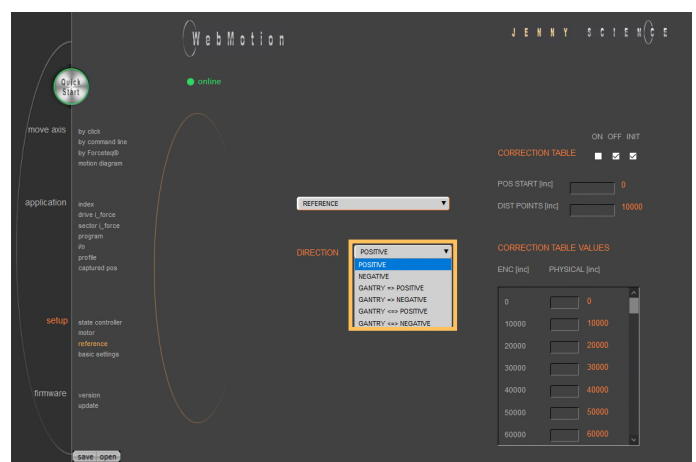 WebMotion
JENNY SCIENCE
Quick
Start
online
move axis
by click
by command line
by Forceteq®
motion diagram
application
index
drive i_force
sector i_force
program
i/o
profile
captured pos
setup
state controller
motor
reference
basic settings
firmware
version
update
save open
REFERENCE
DIRECTION
POSITIVE
POSITIVE
NEGATIVE
GANTRY => POSITIVE
GANTRY => NEGATIVE
GANTRY <=> POSITIVE
GANTRY <=> NEGATIVE
ON OFF INIT
CORRECTION TABLE
POS START [inc] 0
DIST POINTS [inc] 10000
CORRECTION TABLE VALUES
ENC [inc] PHYSICAL [inc]
0 0
10000 10000
20000 20000
30000 30000
40000 40000
50000 50000
60000 60000